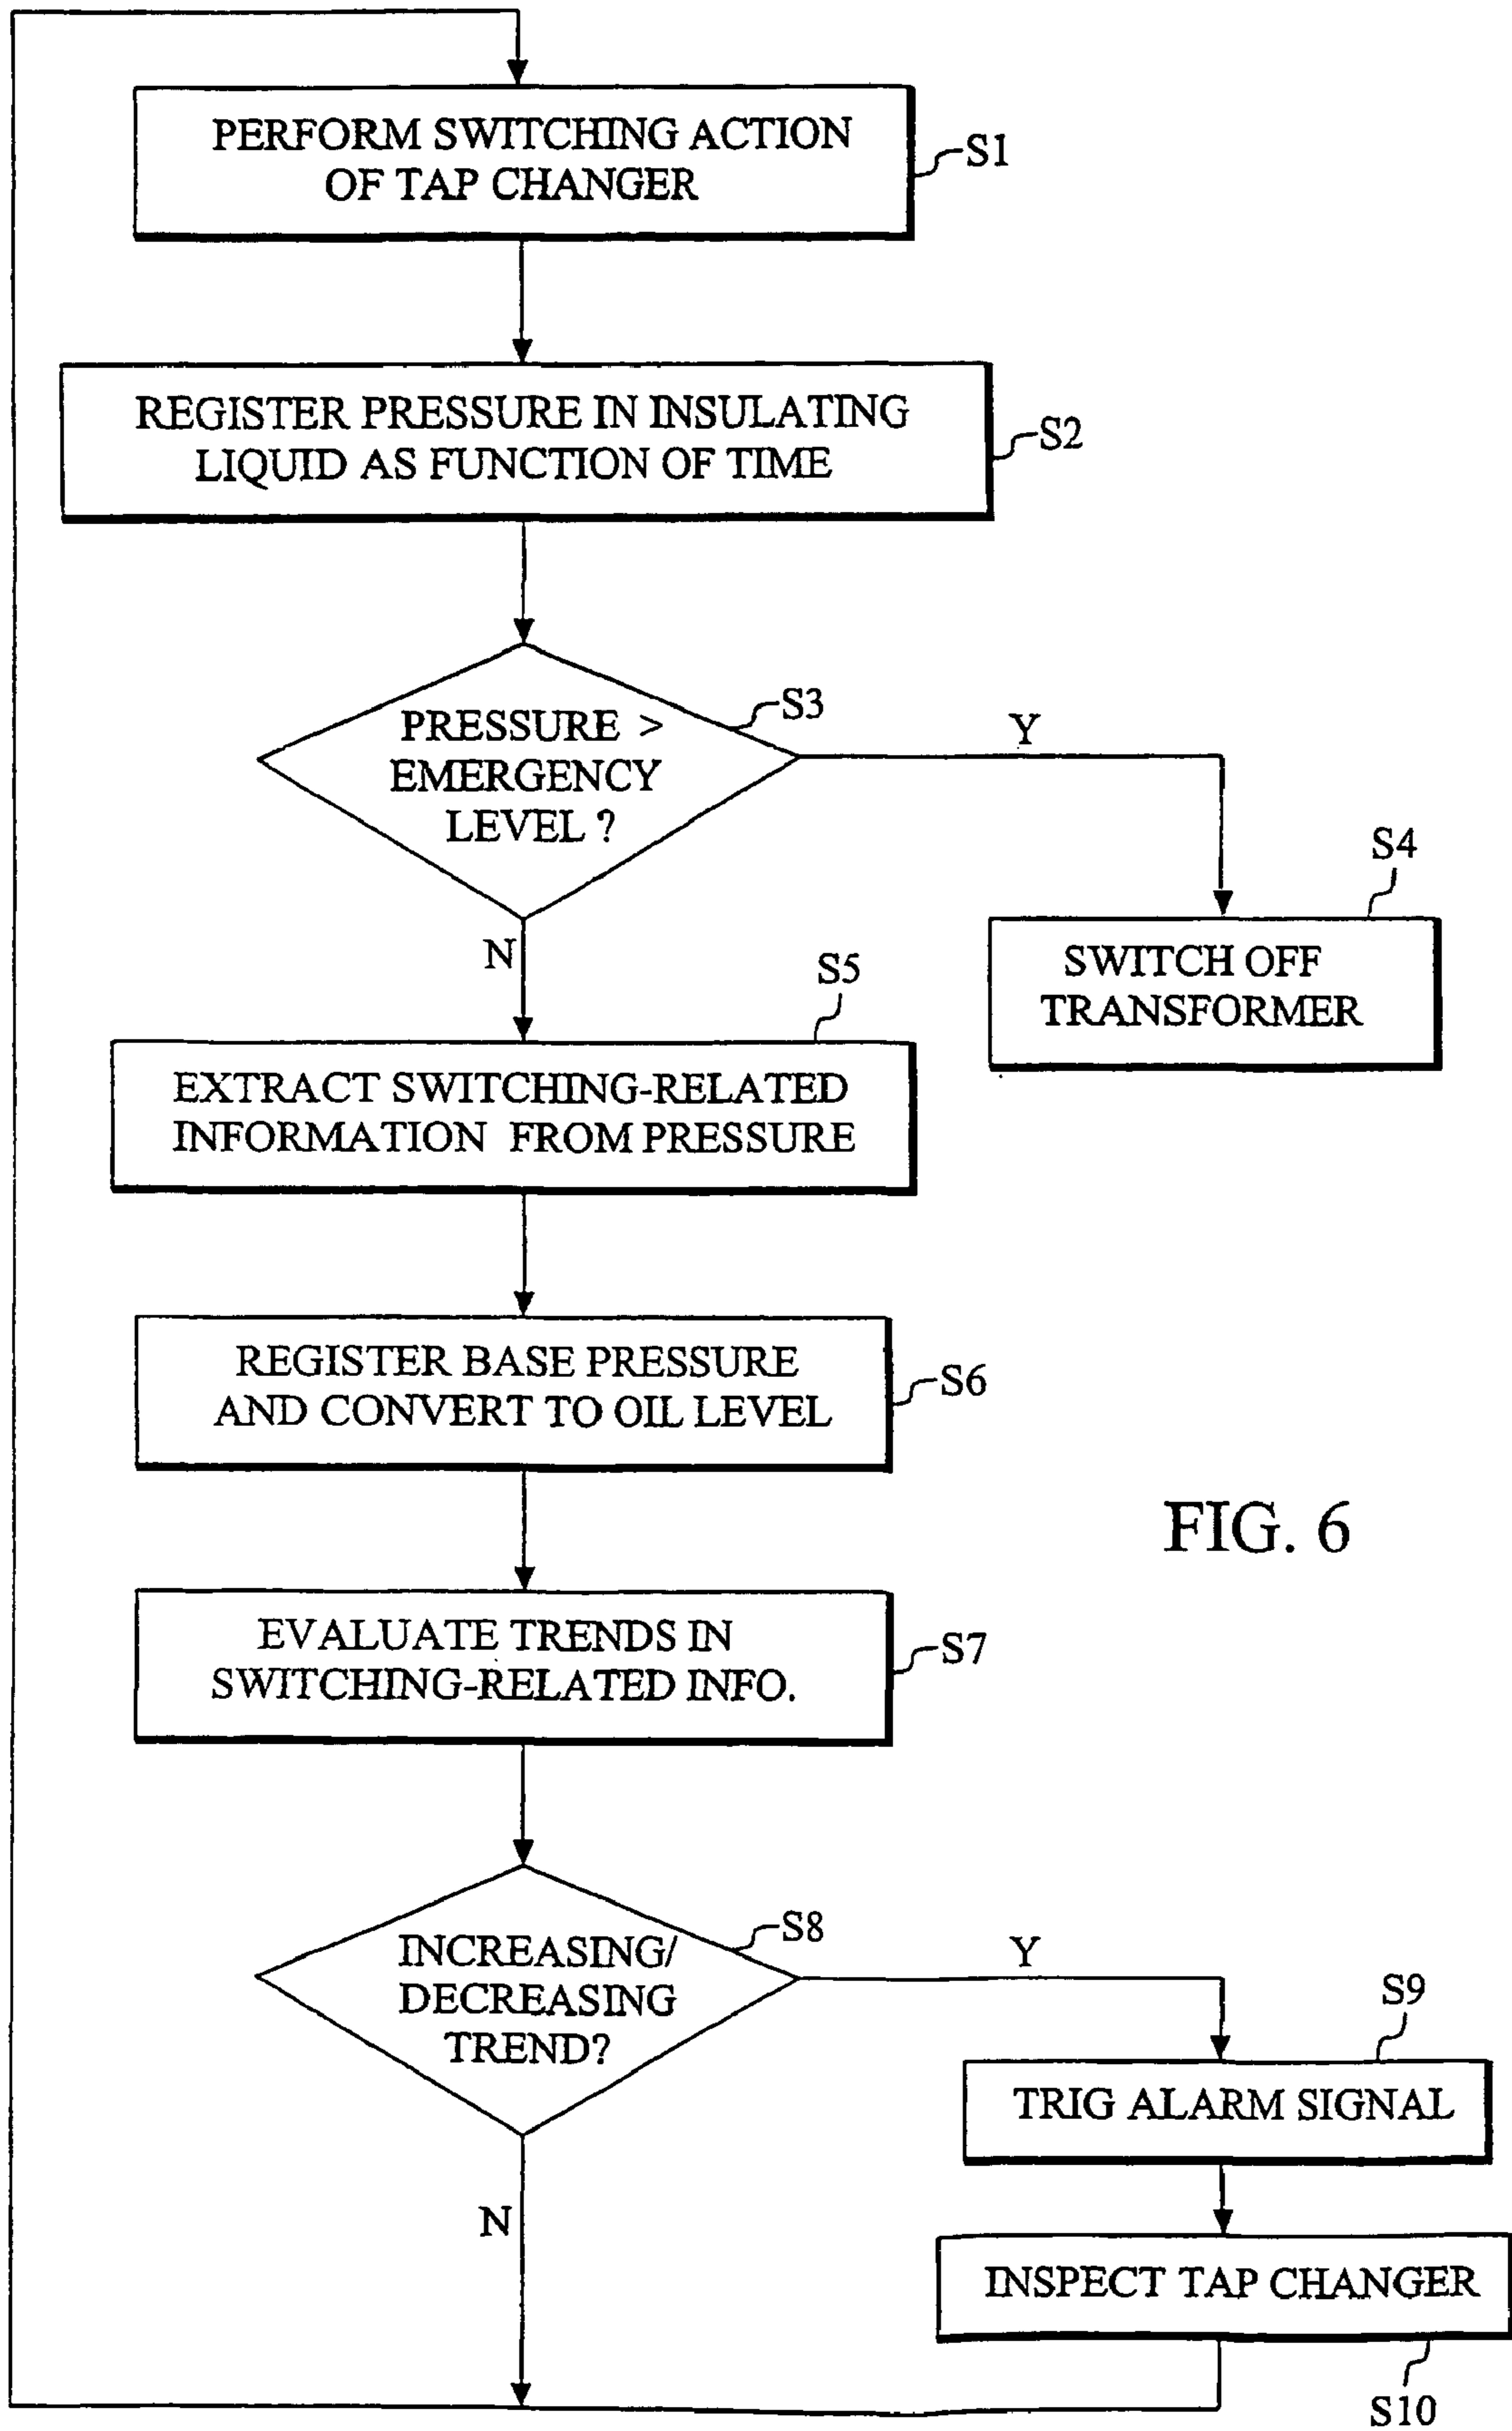 PERFORM SWITCHING ACTION
OF TAP CHANGER
S1
REGISTER PRESSURE IN INSULATING
LIQUID AS FUNCTION OF TIME
S2
PRESSURE >
EMERGENCY
LEVEL ?
S3
Y
N
S4
SWITCH OFF
TRANSFORMER
S5
EXTRACT SWITCHING-RELATED
INFORMATION FROM PRESSURE
REGISTER BASE PRESSURE
AND CONVERT TO OIL LEVEL
S6
FIG. 6
EVALUATE TRENDS IN
SWITCHING-RELATED INFO.
S7
INCREASING/
DECREASING
TREND?
S8
Y
N
S9
TRIG ALARM SIGNAL
INSPECT TAP CHANGER
S10